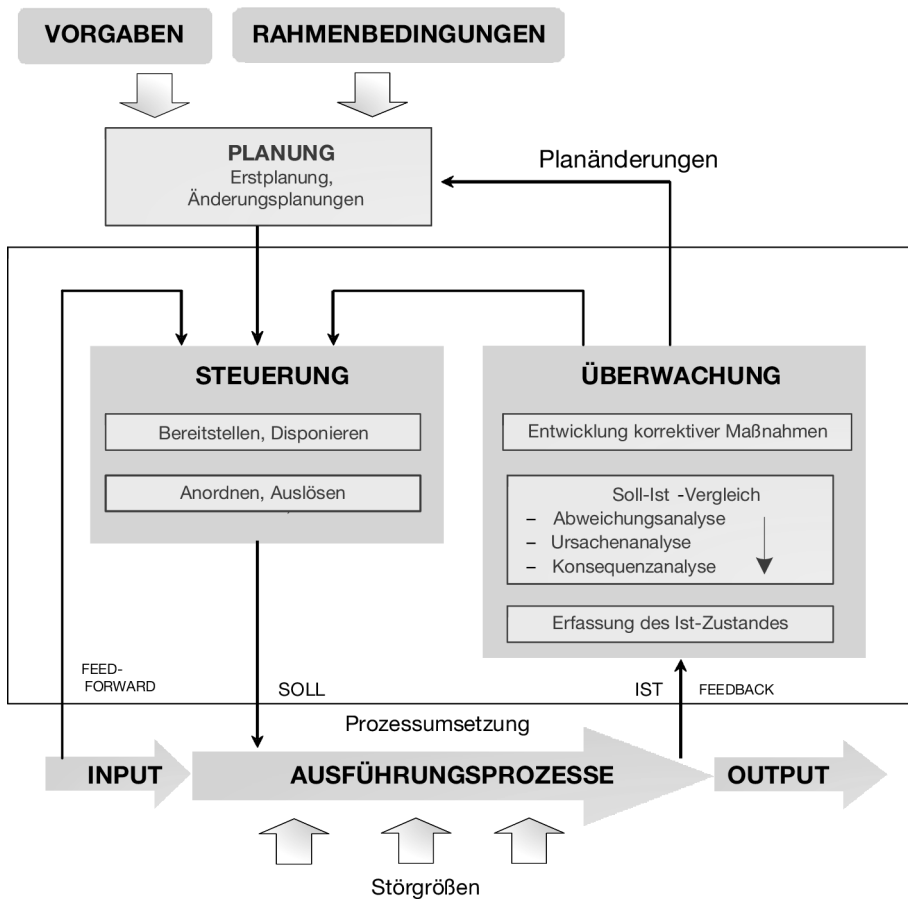 VORGABEN
RAHMENBEDINGUNGEN
PLANUNG
Erstplanung,
Änderungsplanungen
Planänderungen
STEUERUNG
Bereitstellen, Disponieren
Anordnen, Auslösen
ÜBERWACHUNG
Entwicklung korrektiver Maßnahmen
Soll-Ist -Vergleich
– Abweichungsanalyse
– Ursachenanalyse
– Konsequenzanalyse
Erfassung des Ist-Zustandes
FEED-
FORWARD
SOLL
IST
FEEDBACK
Prozessumsetzung
INPUT
AUSFÜHRUNGSPROZESSE
OUTPUT
Störgrößen